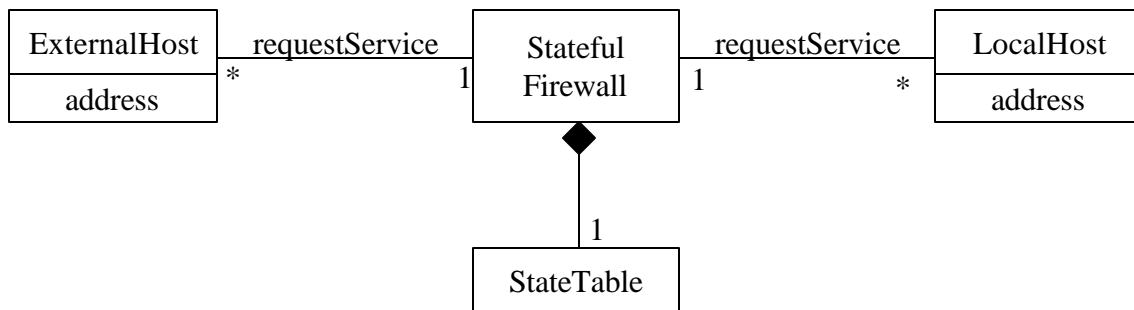 ExternalHost
address
requestService
*
1
Stateful
Firewall
requestService
1
*
LocalHost
address
1
StateTable